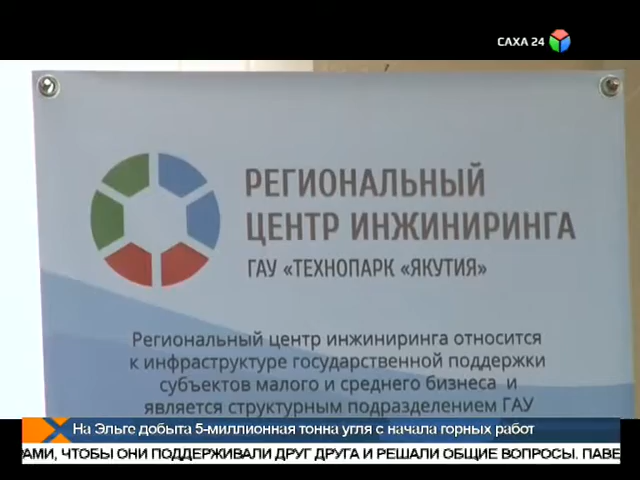 САХА 24
РЕГИОНАЛЬНЫЙ
ЦЕНТР ИНЖИНИРИНГА
ГАУ «ТЕХНОПАРК «ЯКУТИЯ»
Региональный центр инжиниринга относится
к инфраструктуре государственной поддержки
субъектов малого и среднего бизнеса и
является структурным подразделением ГАУ
На Эльге добыта 5-миллионная тонна угля с начала горных работ
РАМИ, ЧТОБЫ ОНИ ПОДДЕРЖИВАЛИ ДРУГ ДРУГА И РЕШАЛИ ОБЩИЕ ВОПРОСЫ. ПАВЕ